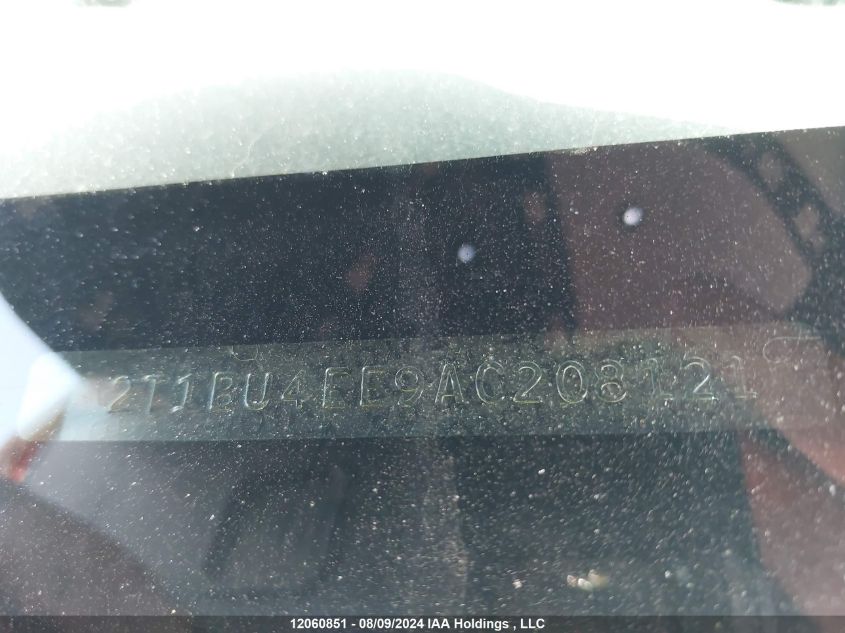 2T1BU4EE9AC208121
12060851 - 08/09/2024 IAA Holdings , LLC